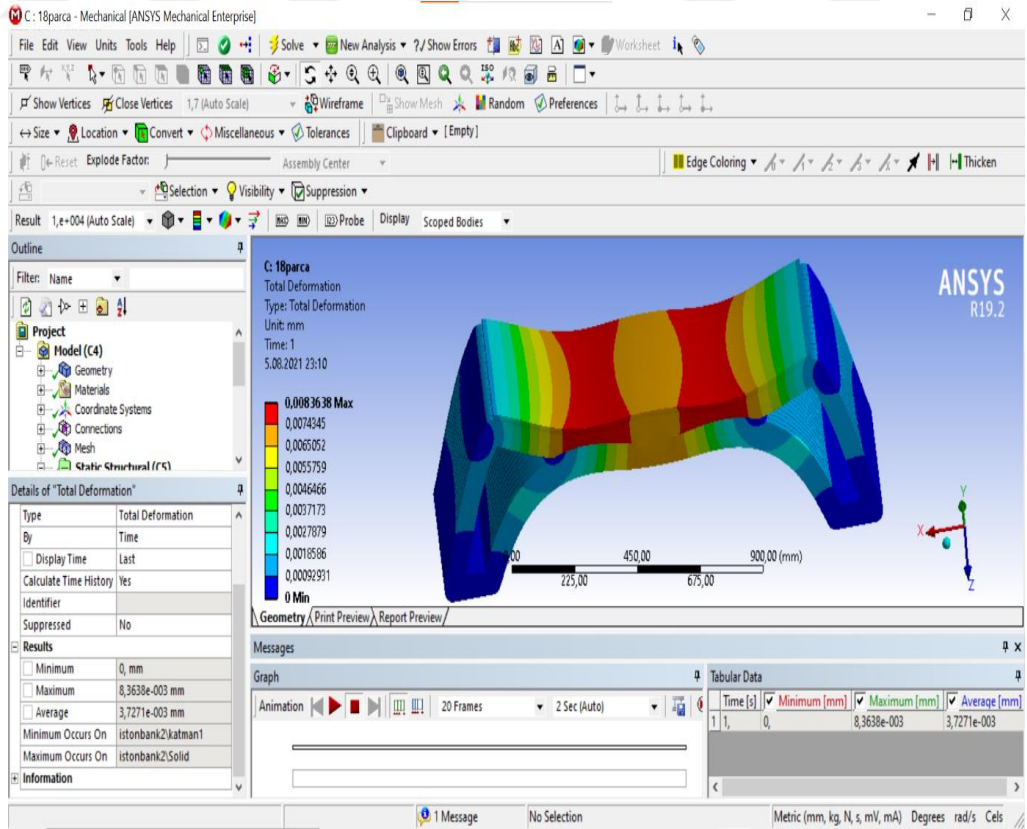 C : 18parca - Mechanical [ANSYS Mechanical Enterprise]
File Edit View Units Tools Help Solve New Analysis ?/ Show Errors A Worksheet
Show Vertices Close Vertices 1,7 (Auto Scale) Wireframe Show Mesh Random Preferences
Size Location Convert Miscellaneous Tolerances Clipboard [Empty]
Reset Explode Factor: Assembly Center Edge Coloring Thicken
Selection Visibility Suppression
Result 1,e+004 (Auto Scale) MAX MIN Probe Display Scoped Bodies
Outline
Filter: Name
Project
Model (C4)
Geometry
Materials
Coordinate Systems
Connections
Mesh
Static Structural (C5)
Details of "Total Deformation"
Type Total Deformation
By Time
Display Time Last
Calculate Time History Yes
Identifier
Suppressed No
Results
Minimum 0, mm
Maximum 8,3638e-003 mm
Average 3,7271e-003 mm
Minimum Occurs On istonbank2\katman1
Maximum Occurs On istonbank2\Solid
Information
C: 18parca
Total Deformation
Type: Total Deformation
Unit: mm
Time: 1
5.08.2021 23:10
0,0083638 Max
0,0074345
0,0065052
0,0055759
0,0046466
0,0037173
0,0027879
0,0018586
0,00092931
0 Min
ANSYS
R19.2
450,00 900,00 (mm)
225,00 675,00
Y
X
Z
Geometry Print Preview Report Preview
Messages
Graph
Animation 20 Frames 2 Sec (Auto)
Tabular Data
Time [s] Minimum [mm] Maximum [mm] Average [mm]
1 1, 0, 8,3638e-003 3,7271e-003
1 Message No Selection Metric (mm, kg, N, s, mV, mA) Degrees rad/s Cels